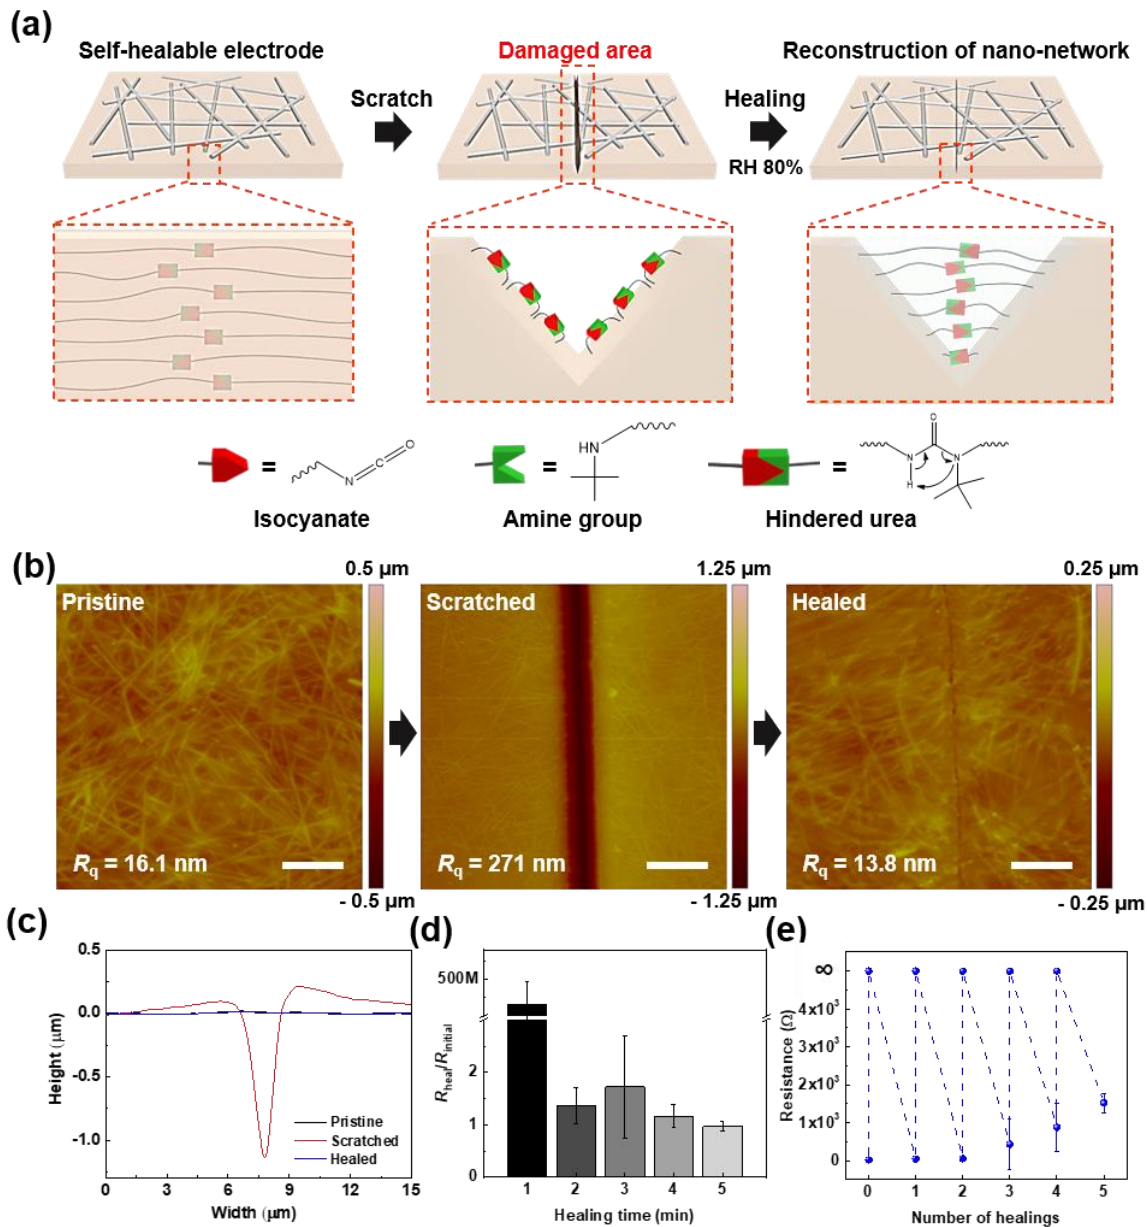 (a)
Self-healable electrode
Damaged area
Reconstruction of nano-network
Scratch
Healing
RH 80%
=
N
C
O
Isocyanate
=
HN
Amine group
=
O
N
H
N
Hindered urea
(b)
0.5 µm
1.25 µm
0.25 µm
Pristine
Scratched
Healed
Rq = 16.1 nm
Rq = 271 nm
Rq = 13.8 nm
- 0.5 µm
- 1.25 µm
- 0.25 µm
(c)
Height (µm)
0.5
0.0
-0.5
-1.0
Pristine
Scratched
Healed
0 3 6 9 12 15
Width (µm)
(d)
Rheal/Rinitial
500M
2
1
0
1 2 3 4 5
Healing time (min)
(e)
Resistance (Ω)
∞
4x10³
3x10³
2x10³
1x10³
0
0 1 2 3 4 5
Number of healings